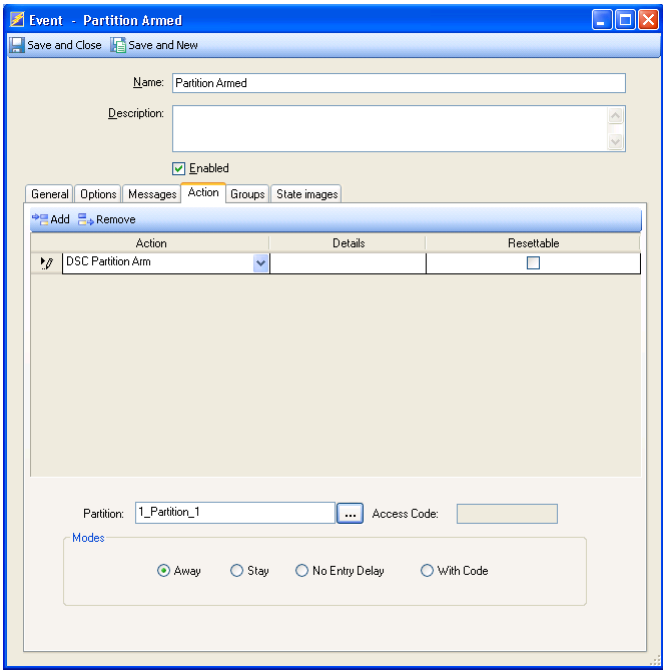 Event - Partition Armed
Save and Close Save and New
Name: Partition Armed
Description:
Enabled
General Options Messages Action Groups State images
Add Remove
Action Details Resettable
DSC Partition Arm
Partition: 1_Partition_1 ... Access Code:
Modes
Away Stay No Entry Delay With Code